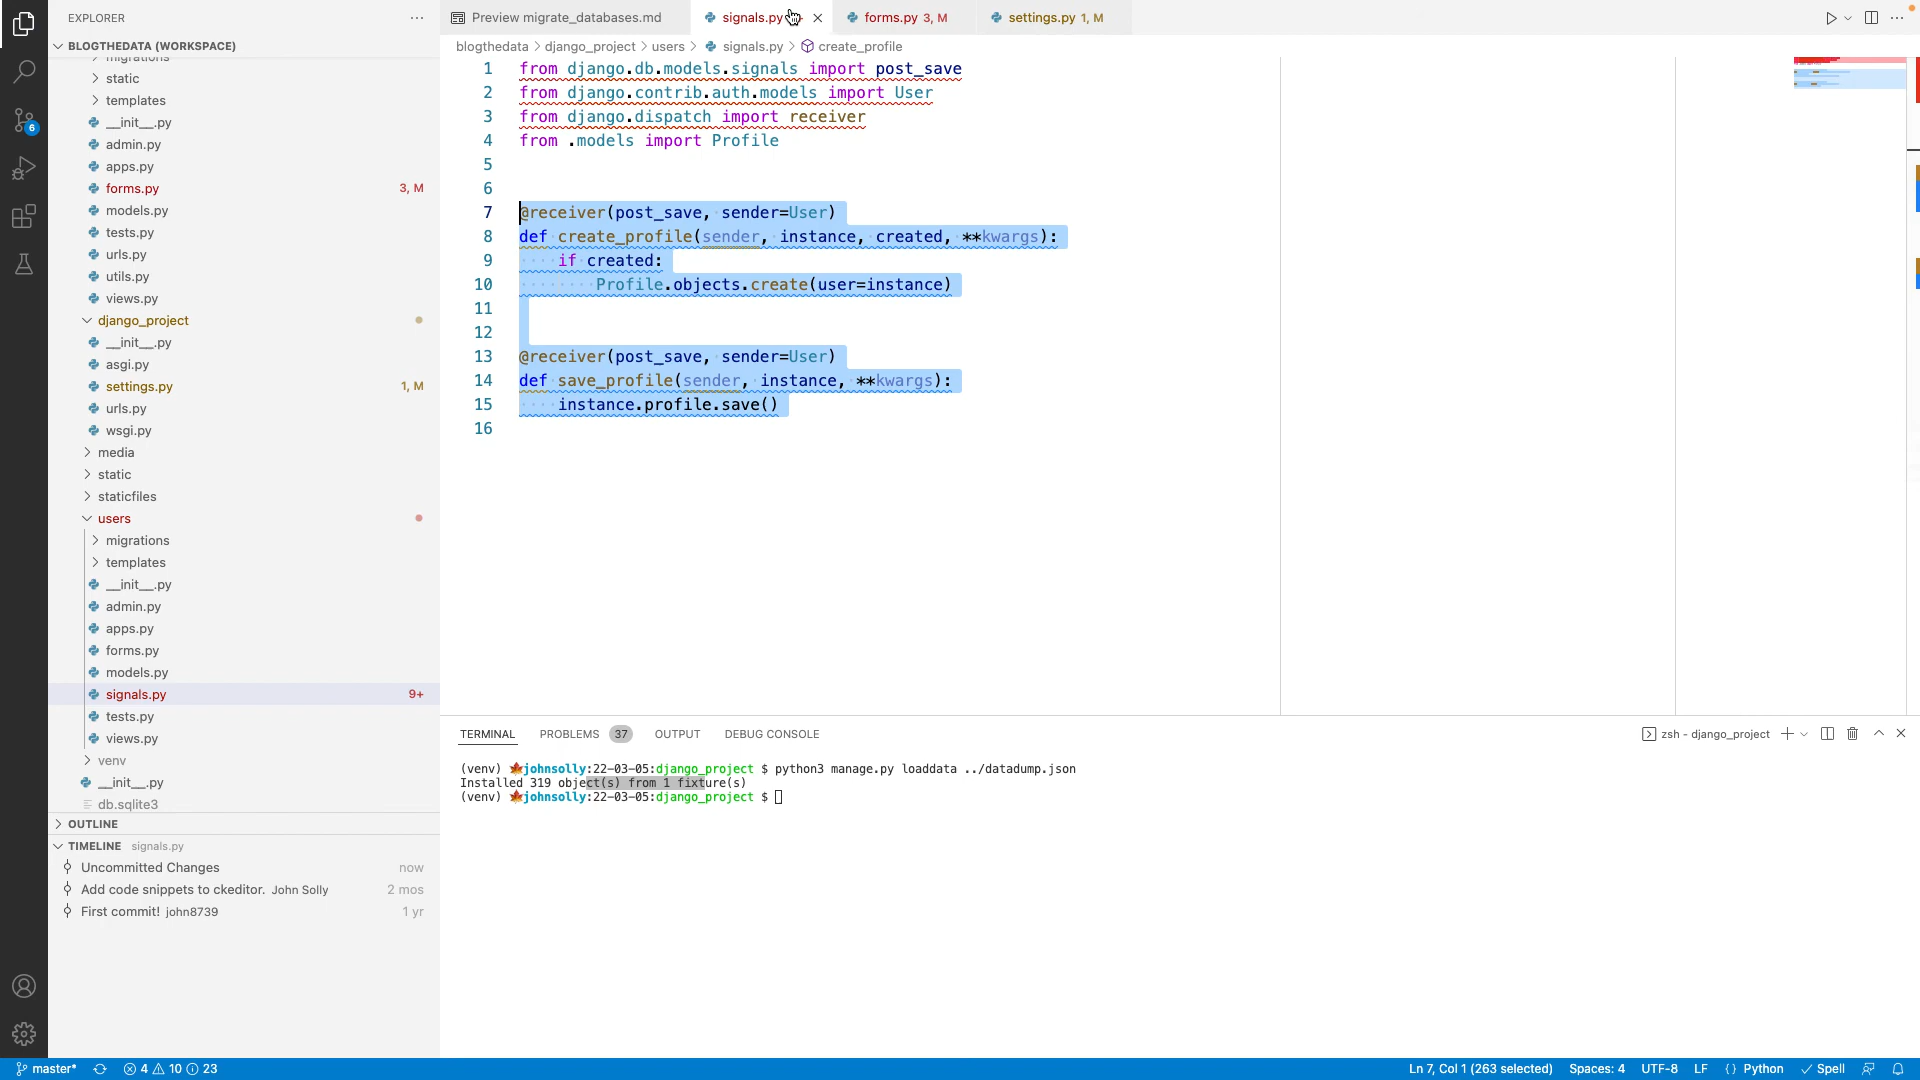 EXPLORER
Preview migrate_databases.md
signals.py
forms.py 3, M
settings.py 1, M
BLOGTHEDATA (WORKSPACE)
blogthedata > django_project > users > signals.py > create_profile
migrations
static
templates
__init__.py
admin.py
apps.py
forms.py 3, M
models.py
tests.py
urls.py
utils.py
views.py
django_project
__init__.py
asgi.py
settings.py 1, M
urls.py
wsgi.py
media
static
staticfiles
users
migrations
templates
__init__.py
admin.py
apps.py
forms.py
models.py
signals.py 9+
tests.py
views.py
venv
__init__.py
db.sqlite3
OUTLINE
TIMELINE signals.py
Uncommitted Changes now
Add code snippets to ckeditor. John Solly 2 mos
First commit! john8739 1 yr
6
1 from django.db.models.signals import post_save
2 from django.contrib.auth.models import User
3 from django.dispatch import receiver
4 from .models import Profile
5
6
7 @receiver(post_save, sender=User)
8 def create_profile(sender, instance, created, **kwargs):
9 if created:
10 Profile.objects.create(user=instance)
11
12
13 @receiver(post_save, sender=User)
14 def save_profile(sender, instance, **kwargs):
15 instance.profile.save()
16
TERMINAL PROBLEMS 37 OUTPUT DEBUG CONSOLE zsh - django_project
(venv) 🍁johnsolly:22-03-05:django_project $ python3 manage.py loaddata ../datadump.json
Installed 319 object(s) from 1 fixture(s)
(venv) 🍁johnsolly:22-03-05:django_project $
master* 4 10 23 Ln 7, Col 1 (263 selected) Spaces: 4 UTF-8 LF {} Python Spell